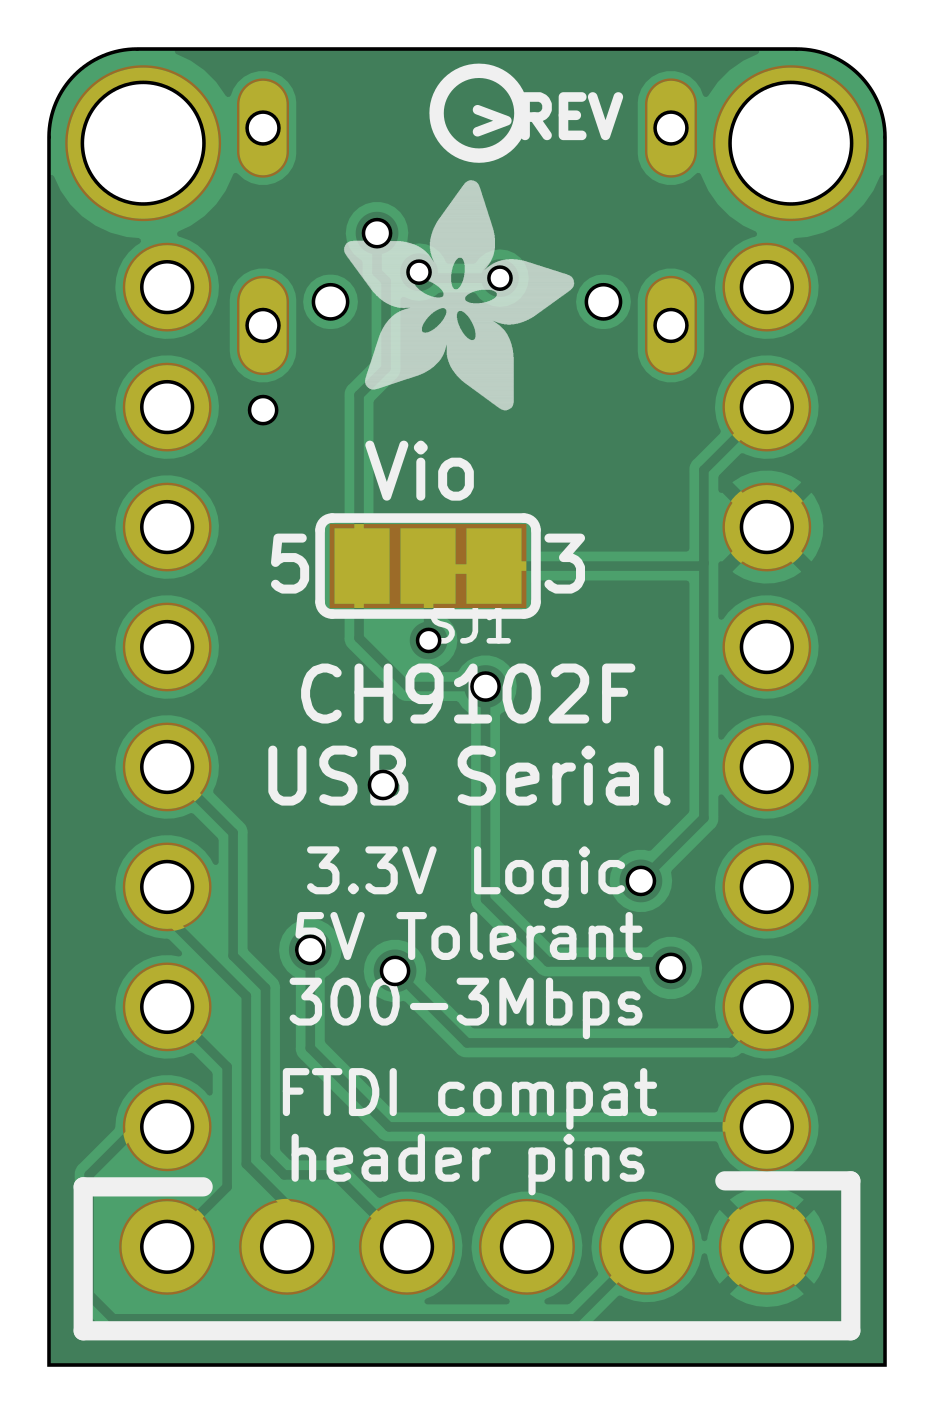 >REV
Vio
5 3
SJ1
CH9102F
USB Serial
3.3V Logic
5V Tolerant
300-3Mbps
FTDI compat
header pins